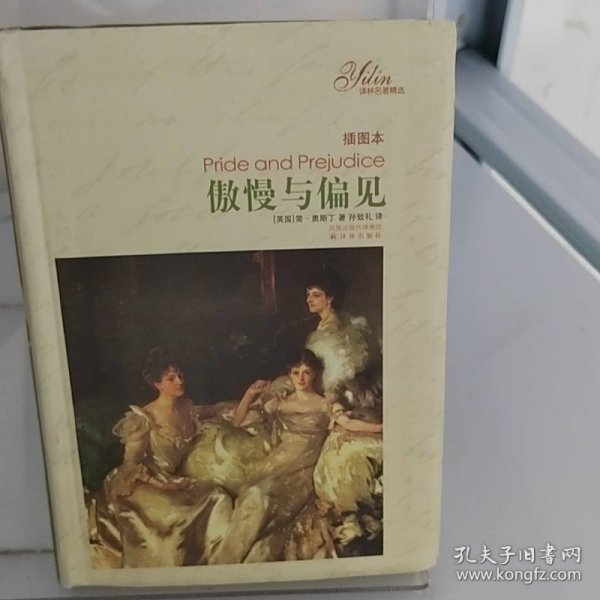 Yilin
译林名著精选
插图本
Pride and Prejudice
傲慢与偏见
[英国]简·奥斯丁 著 孙致礼 译
凤凰出版传媒集团
译林出版社
孔夫子旧书网
www.kongfz.com